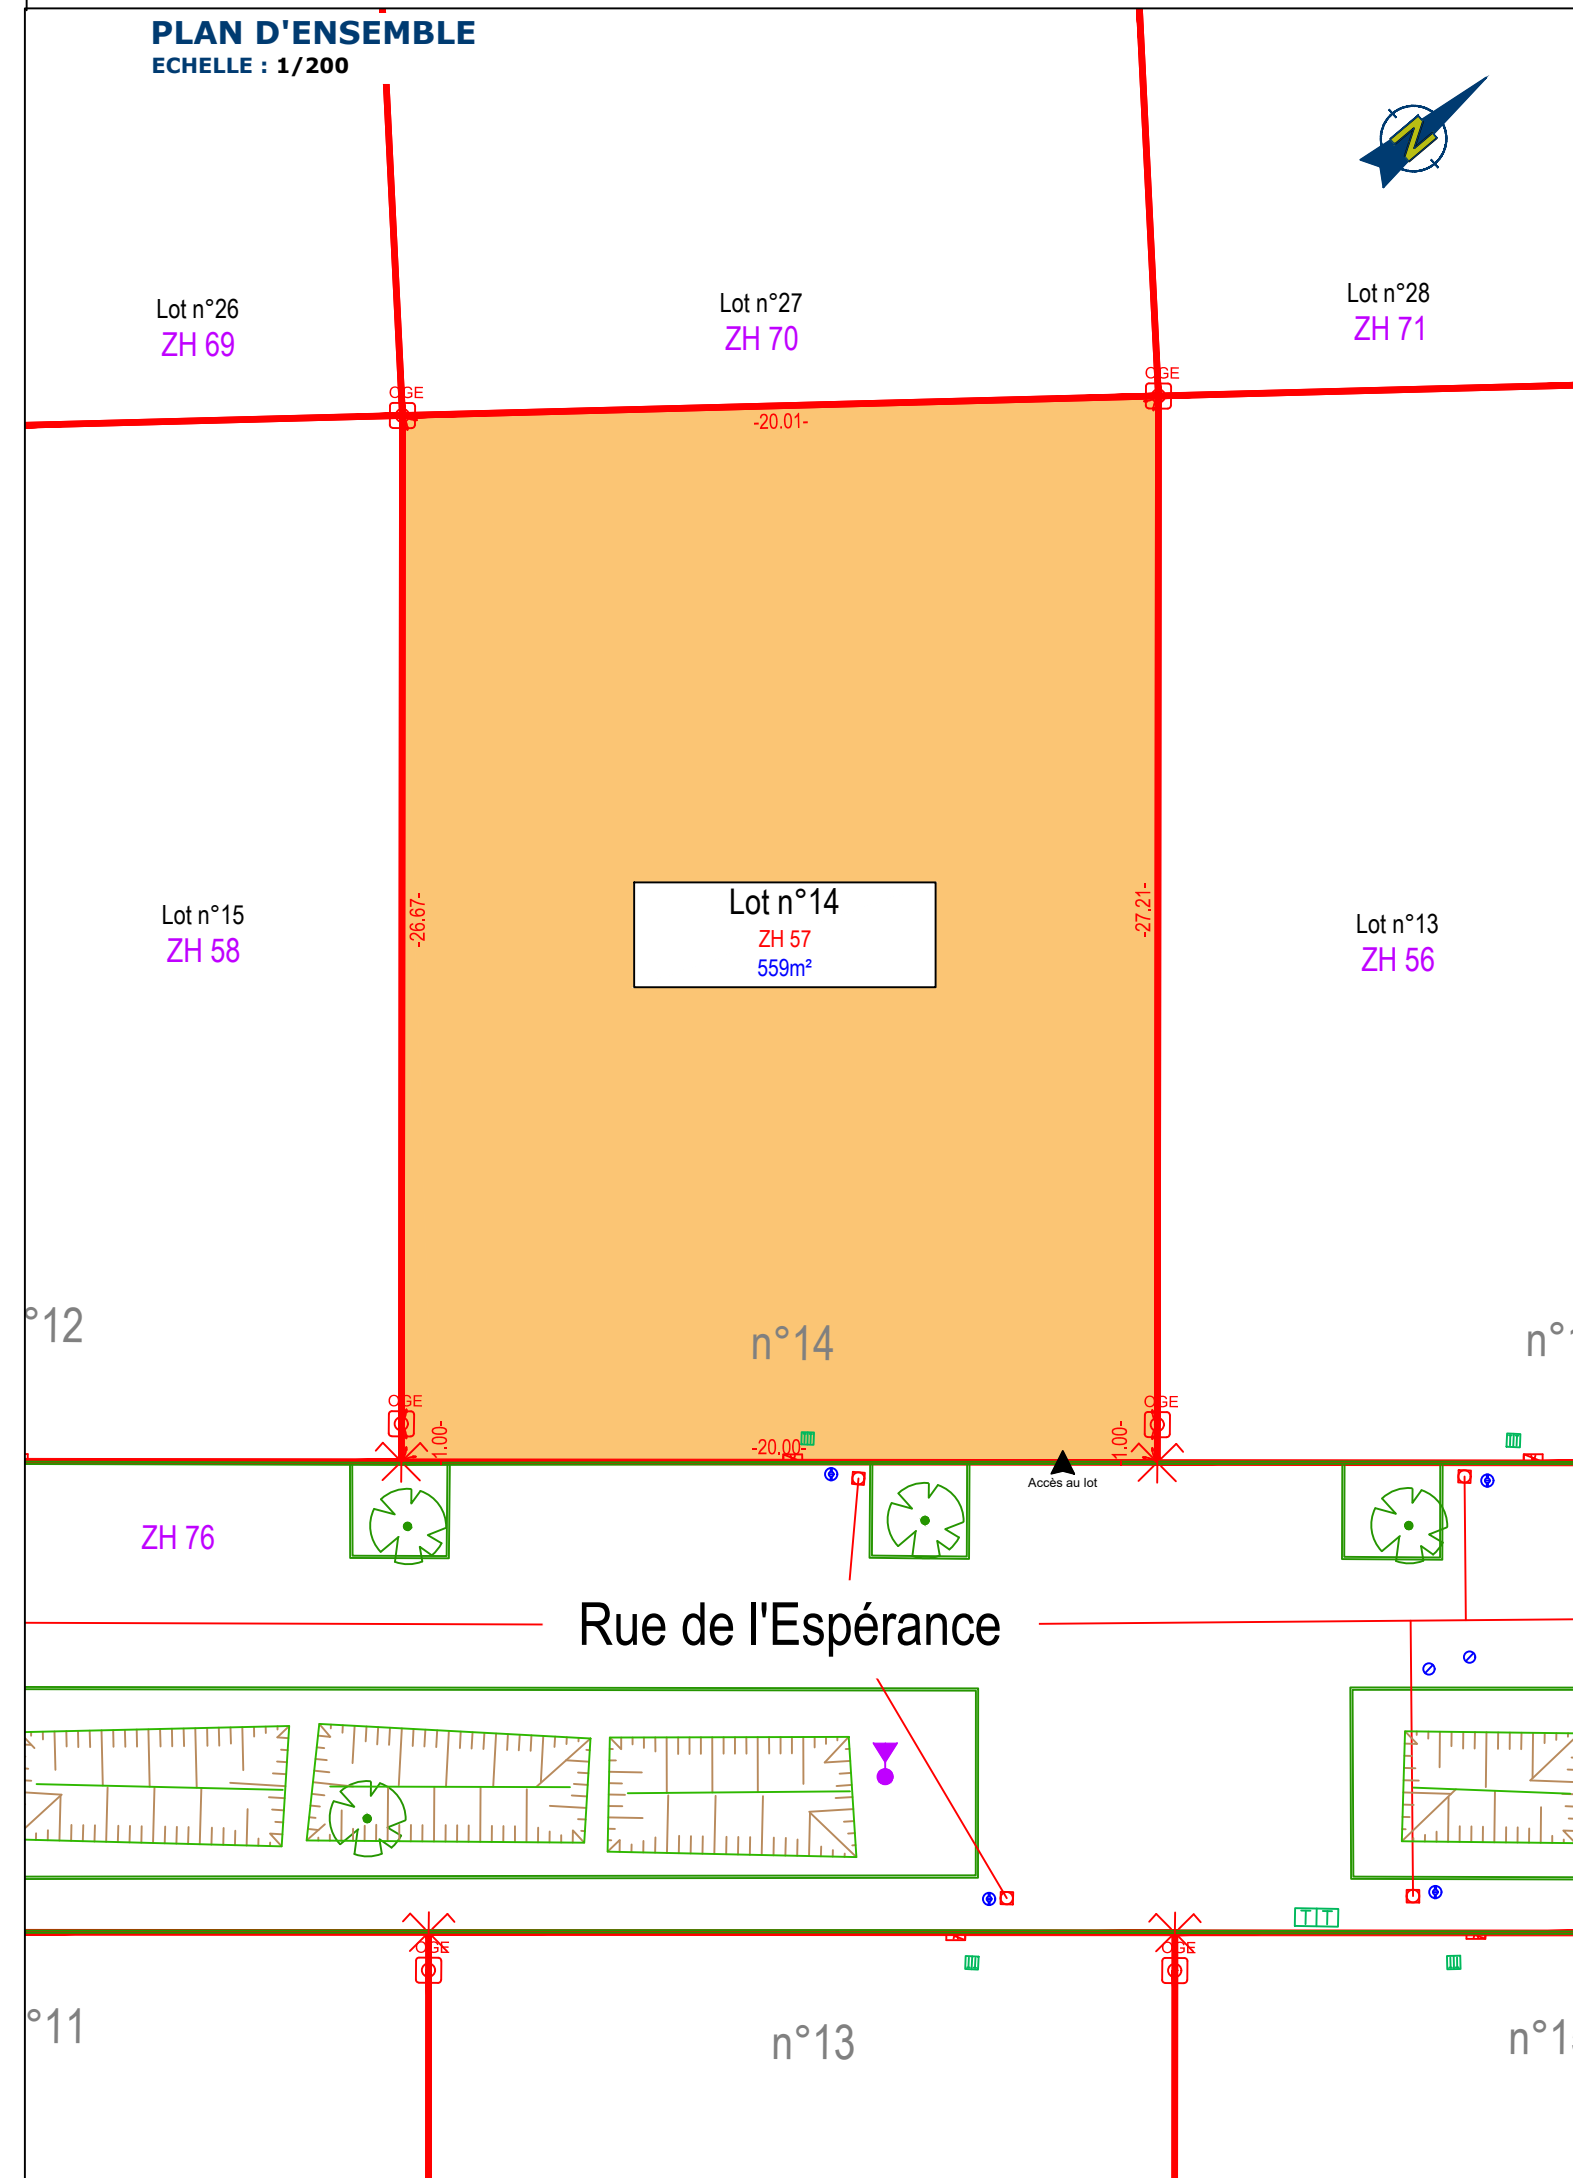 PLAN D'ENSEMBLE
ECHELLE : 1/200
N
Lot n°26
ZH 69
Lot n°27
ZH 70
Lot n°28
ZH 71
OGE
OGE
-20.01-
-26.67-
-27.21-
Lot n°14
ZH 57
559m²
Lot n°15
ZH 58
Lot n°13
ZH 56
°12
n°14
OGE
OGE
1.00-
-20.00-
1.00-
Accès au lot
ZH 76
Rue de l'Espérance
OGE
OGE
°11
n°13